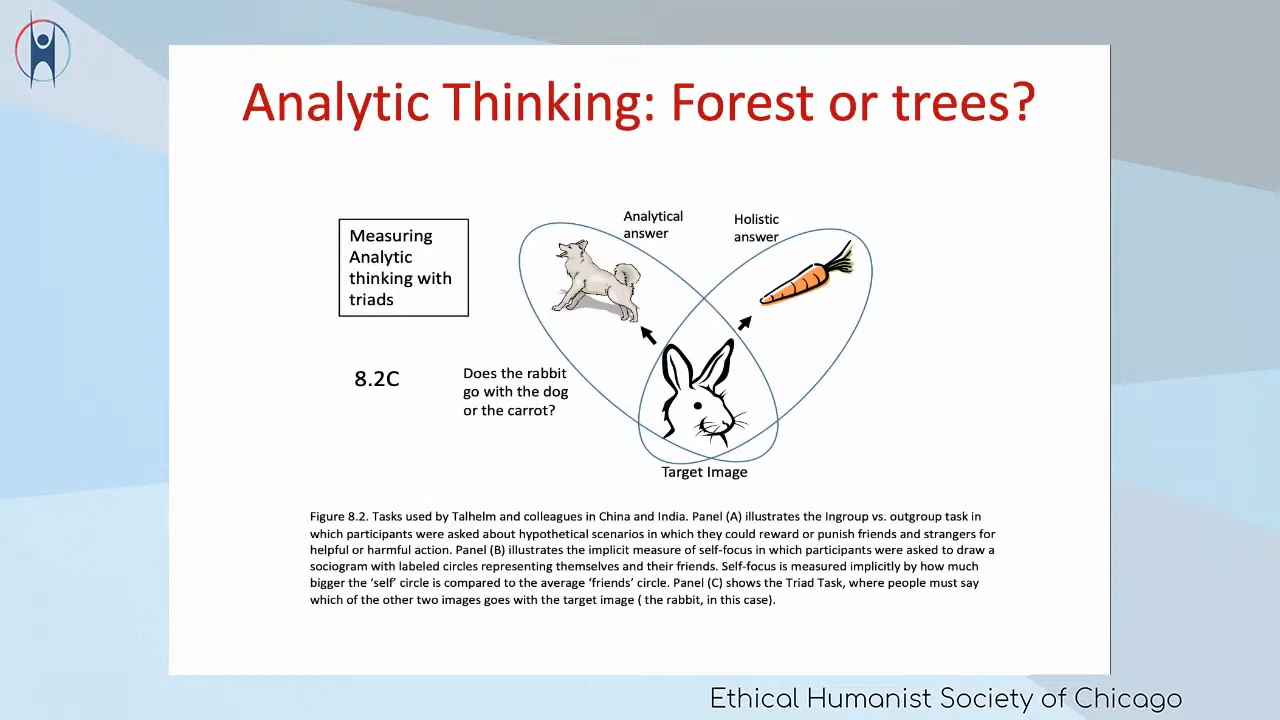 Analytic Thinking: Forest or trees?
Measuring
Analytic
thinking with
triads
8.2C
Does the rabbit
go with the dog
or the carrot?
Analytical
answer
Holistic
answer
Target Image
Figure 8.2. Tasks used by Talhelm and colleagues in China and India. Panel (A) illustrates the Ingroup vs. outgroup task in
which participants were asked about hypothetical scenarios in which they could reward or punish friends and strangers for
helpful or harmful action. Panel (B) illustrates the implicit measure of self-focus in which participants were asked to draw a
sociogram with labeled circles representing themselves and their friends. Self-focus is measured implicitly by how much
bigger the ‘self’ circle is compared to the average ‘friends’ circle. Panel (C) shows the Triad Task, where people must say
which of the other two images goes with the target image ( the rabbit, in this case).
Ethical Humanist Society of Chicago